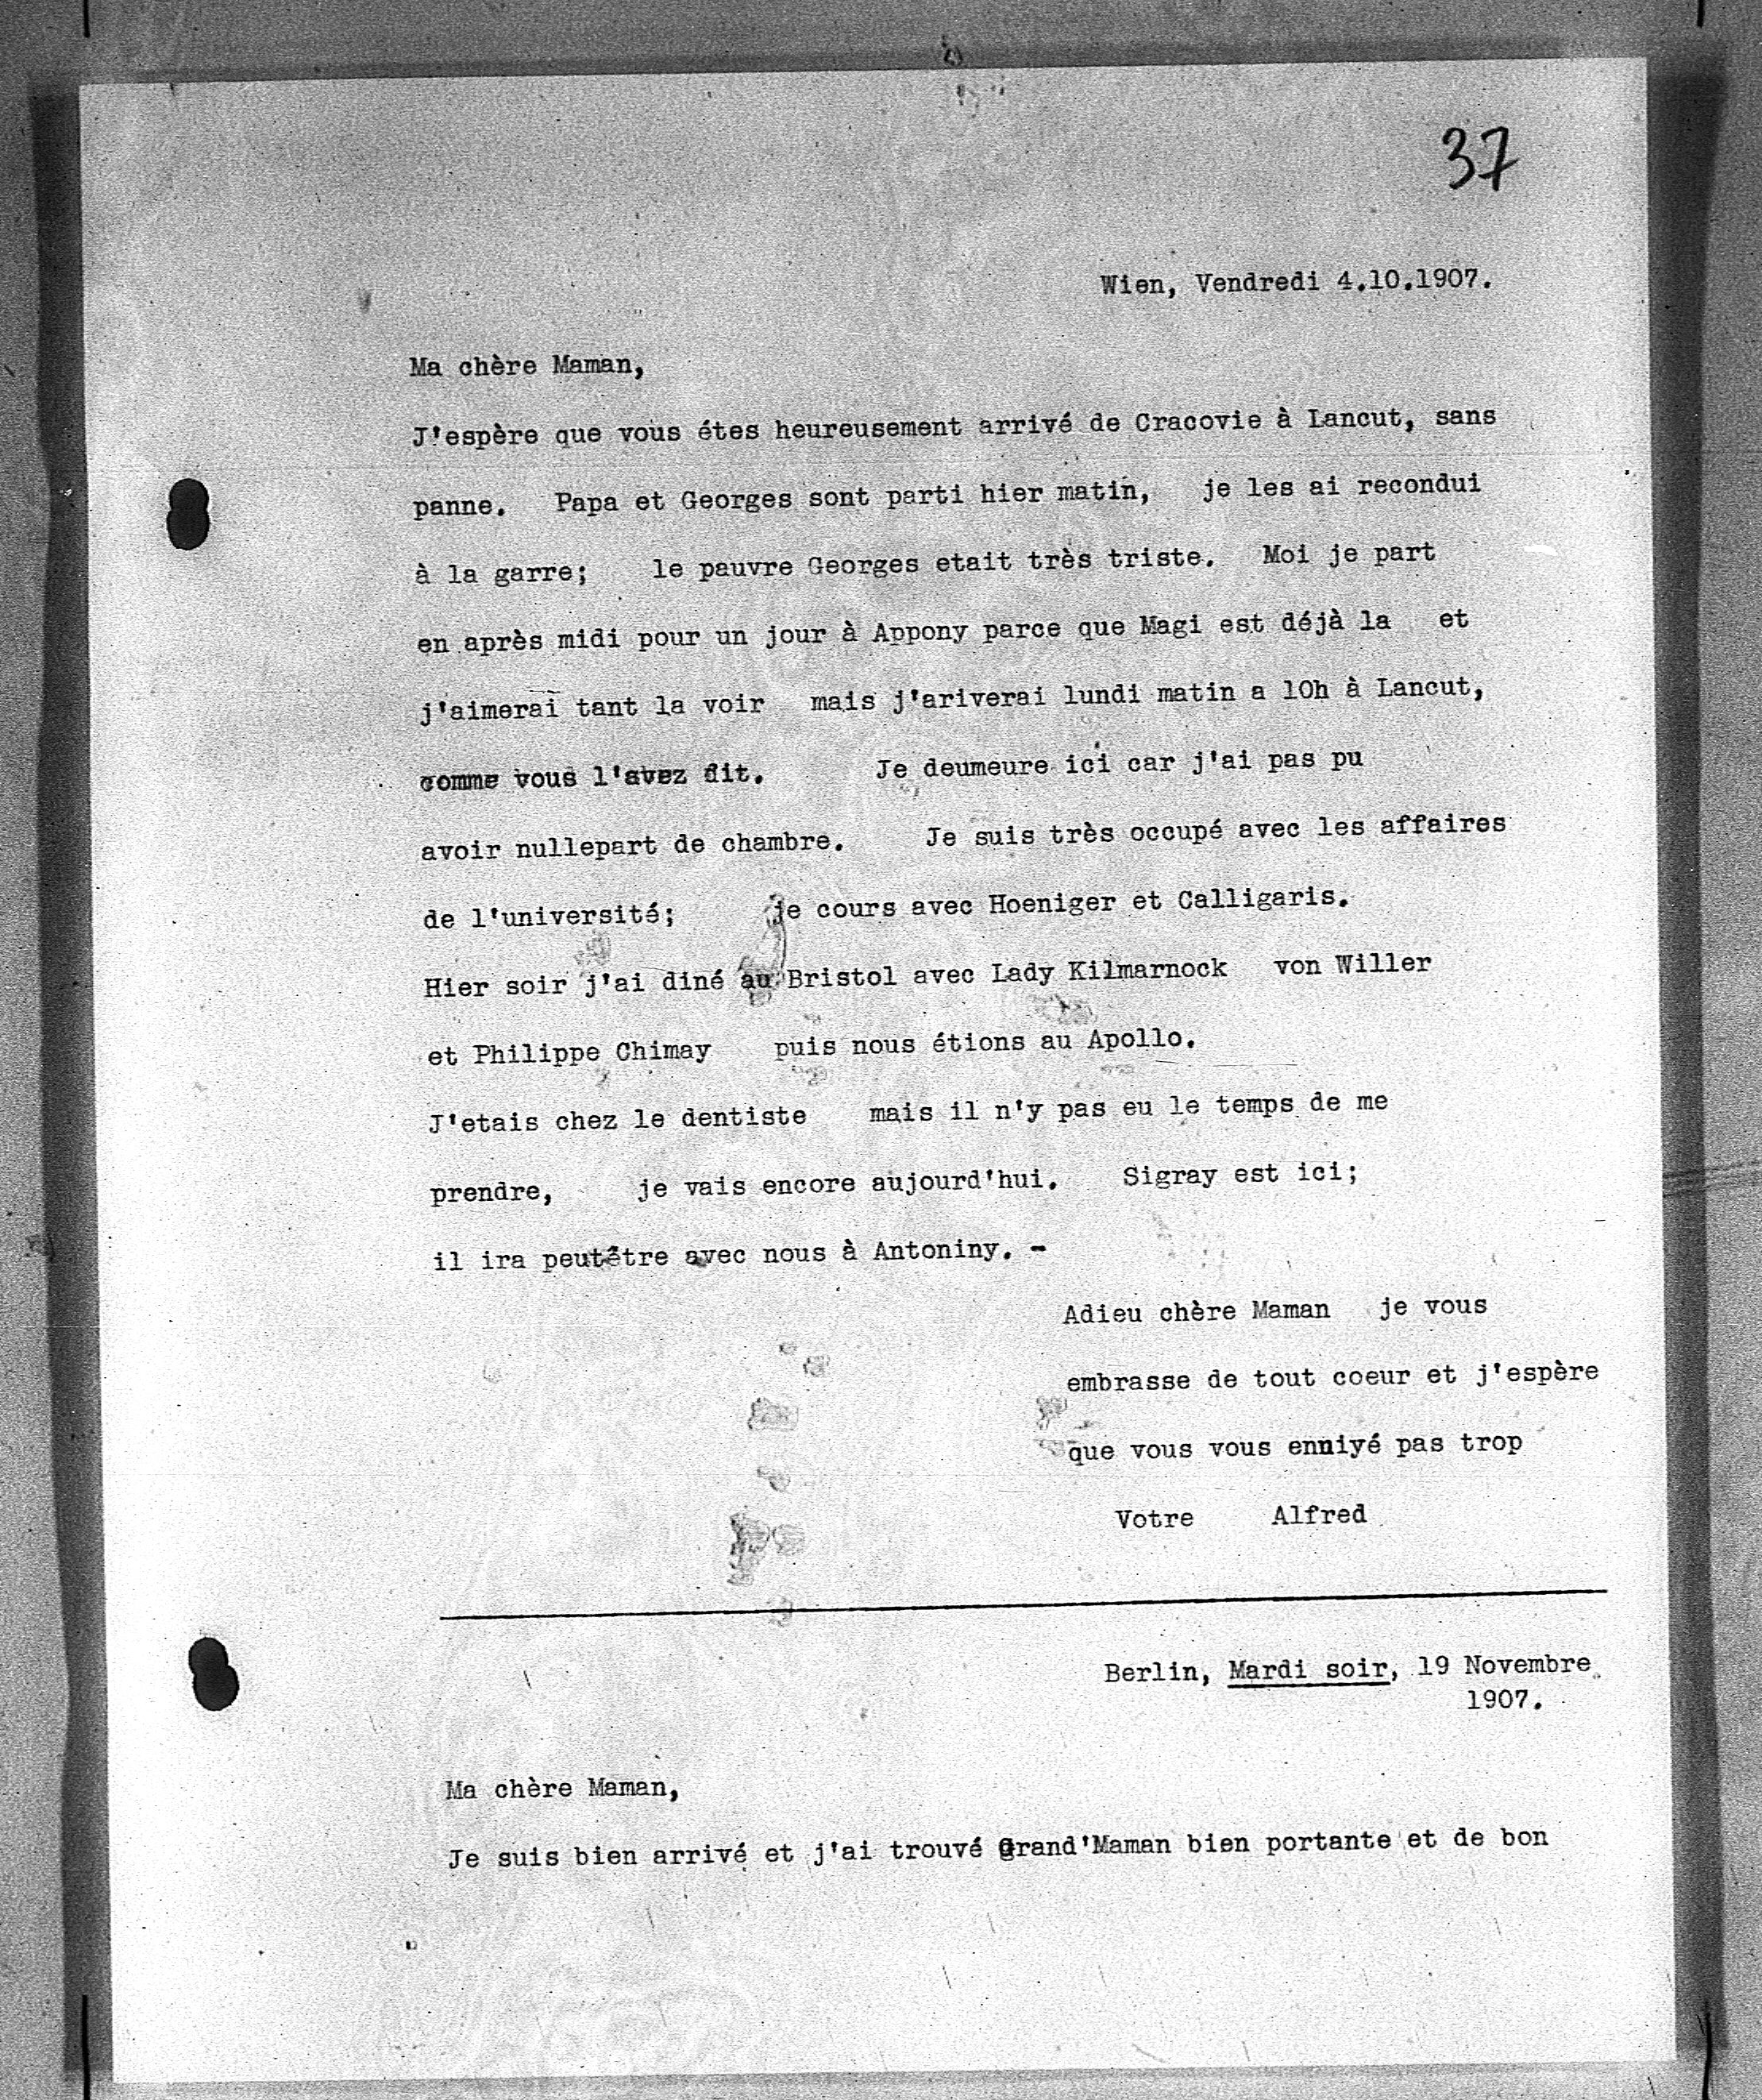 37
Wien, Vendredi 4.10.1907.
Ma chère Maman,
J'espère que vous étes heureusement arrivé de Cracovie à Lancut, sans
panne. Papa et Georges sont parti hier matin, je les ai recondui
à la garre; le pauvre Georges etait très triste. Moi je part
en après midi pour un jour à Appony parce que Magi est déjà la et
j'aimerai tant la voir mais j'ariverai lundi matin a 10h à Lancut,
comme vous l'avez dit. Je deumeure ici car j'ai pas pu
avoir nullepart de chambre. Je suis très occupé avec les affaires
de l'université; je cours avec Hoeniger et Calligaris.
Hier soir j'ai diné au Bristol avec Lady Kilmarnock von Willer
et Philippe Chimay puis nous étions au Apollo.
J'etais chez le dentiste mais il n'y pas eu le temps de me
prendre, je vais encore aujourd'hui. Sigray est ici;
il ira peutêtre avec nous à Antoniny. -
Adieu chère Maman je vous
embrasse de tout coeur et j'espère
que vous vous enniyé pas trop
Votre Alfred
Berlin, Mardi soir, 19 Novembre
1907.
Ma chère Maman,
Je suis bien arrivé et j'ai trouvé Grand'Maman bien portante et de bon